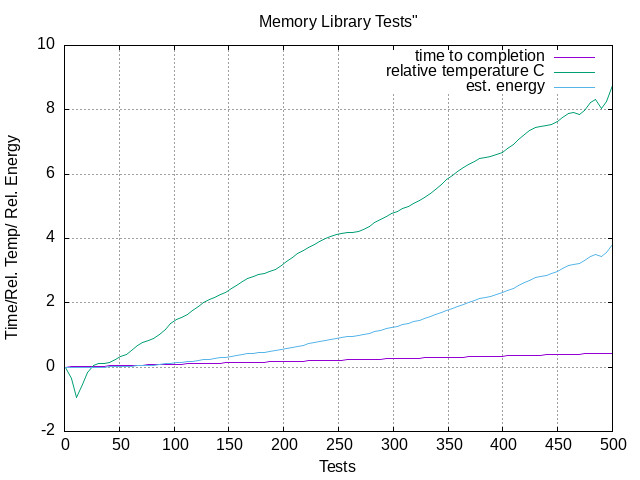 Memory Library Tests"
time to completion
relative temperature C
est. energy
Time/Rel. Temp/ Rel. Energy
10
8
6
4
2
0
-2
0 50 100 150 200 250 300 350 400 450 500
Tests